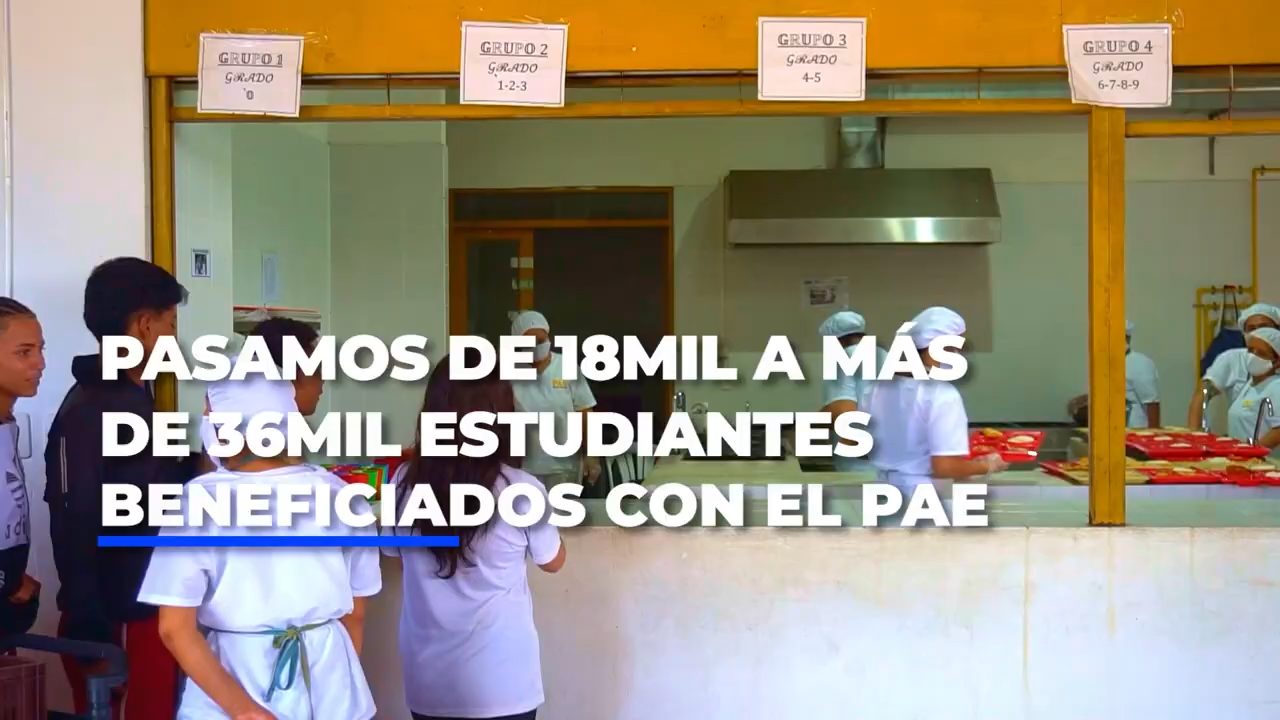 GRUPO 1
GRADO
0
GRUPO 2
GRADO
1-2-3
GRUPO 3
GRADO
4-5
GRUPO 4
GRADO
6-7-8-9
PASAMOS DE 18MIL A MÁS
DE 36MIL ESTUDIANTES
BENEFICIADOS CON EL PAE